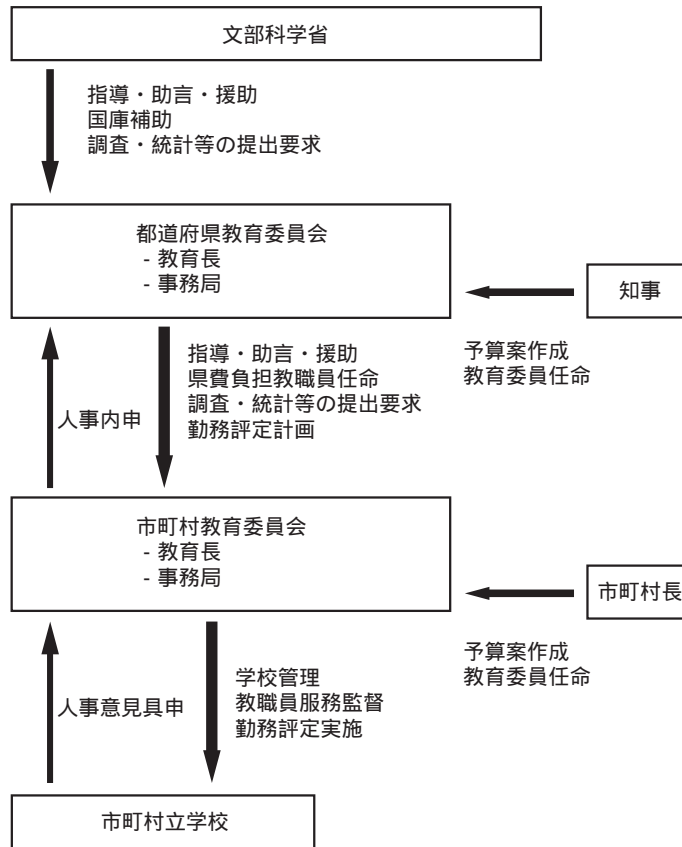 文部科学省
指導・助言・援助
国庫補助
調査・統計等の提出要求
都道府県教育委員会
- 教育長
- 事務局
知事
予算案作成
教育委員任命
指導・助言・援助
県費負担教職員任命
調査・統計等の提出要求
勤務評定計画
人事内申
市町村教育委員会
- 教育長
- 事務局
市町村長
予算案作成
教育委員任命
学校管理
教職員服務監督
勤務評定実施
人事意見具申
市町村立学校